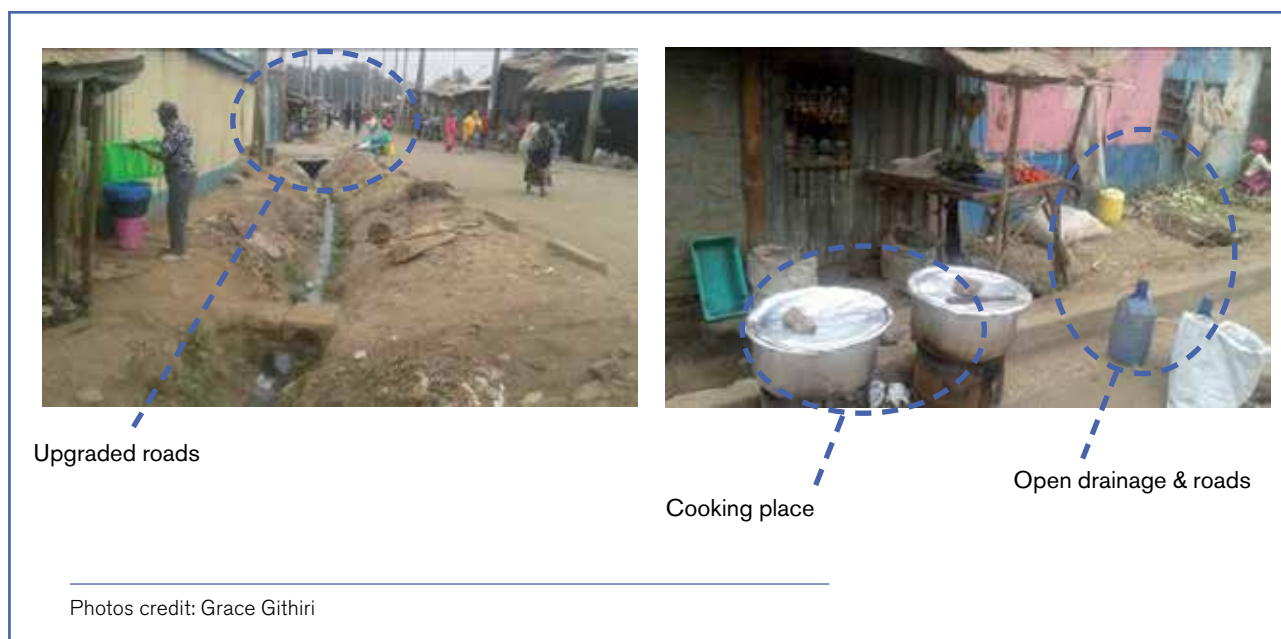 Upgraded roads
Cooking place
Open drainage & roads
Photos credit: Grace Githiri